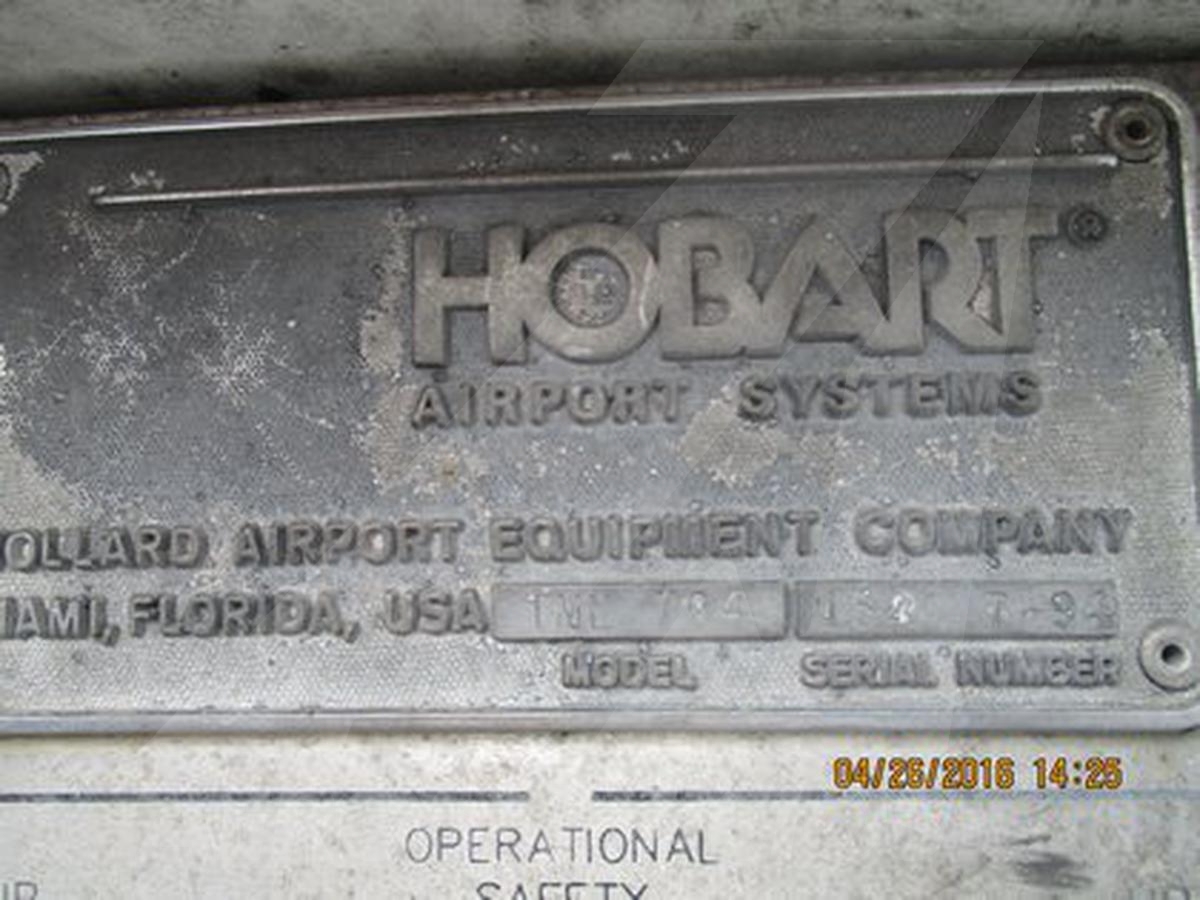 HOBART®
AIRPORT SYSTEMS
OLLARD AIRPORT EQUIPMENT COMPANY
IAMI, FLORIDA, USA
MODEL SERIAL NUMBER
04/26/2016 14:25
OPERATIONAL
SAFETY